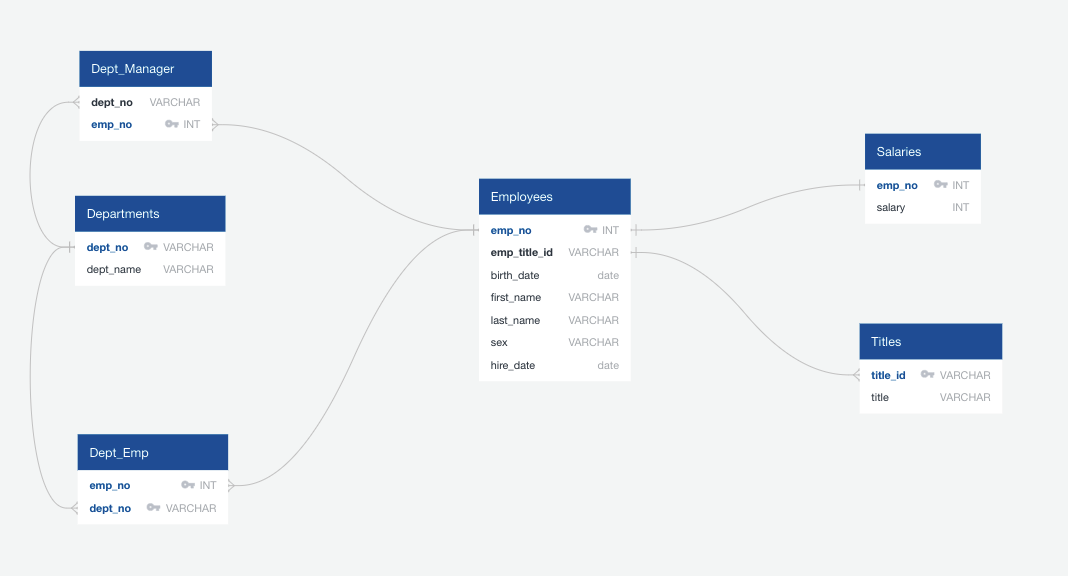 Dept_Manager
dept_no VARCHAR
emp_no INT
Departments
dept_no VARCHAR
dept_name VARCHAR
Dept_Emp
emp_no INT
dept_no VARCHAR
Employees
emp_no INT
emp_title_id VARCHAR
birth_date date
first_name VARCHAR
last_name VARCHAR
sex VARCHAR
hire_date date
Salaries
emp_no INT
salary INT
Titles
title_id VARCHAR
title VARCHAR